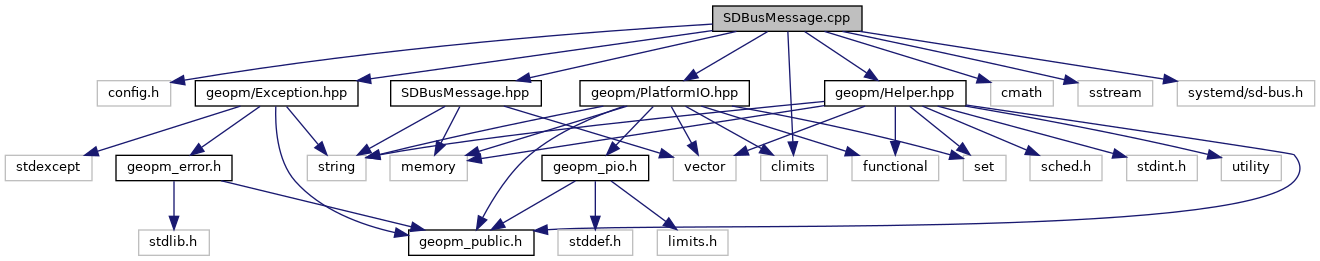 SDBusMessage.cpp
config.h
geopm/Exception.hpp
SDBusMessage.hpp
geopm/PlatformIO.hpp
geopm/Helper.hpp
cmath
sstream
systemd/sd-bus.h
stdexcept
geopm_error.h
string
memory
geopm_pio.h
vector
climits
functional
set
sched.h
stdint.h
utility
stdlib.h
geopm_public.h
stddef.h
limits.h